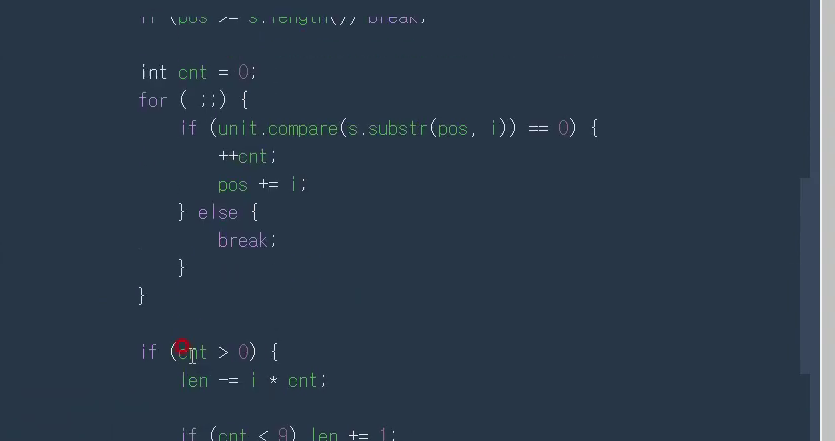 if (pos >= s.length()) break;
int cnt = 0;
for ( ;;) {
if (unit.compare(s.substr(pos, i)) == 0) {
++cnt;
pos += i;
} else {
break;
}
}
if (cnt > 0) {
len -= i * cnt;
if (cnt < 9) len += 1;